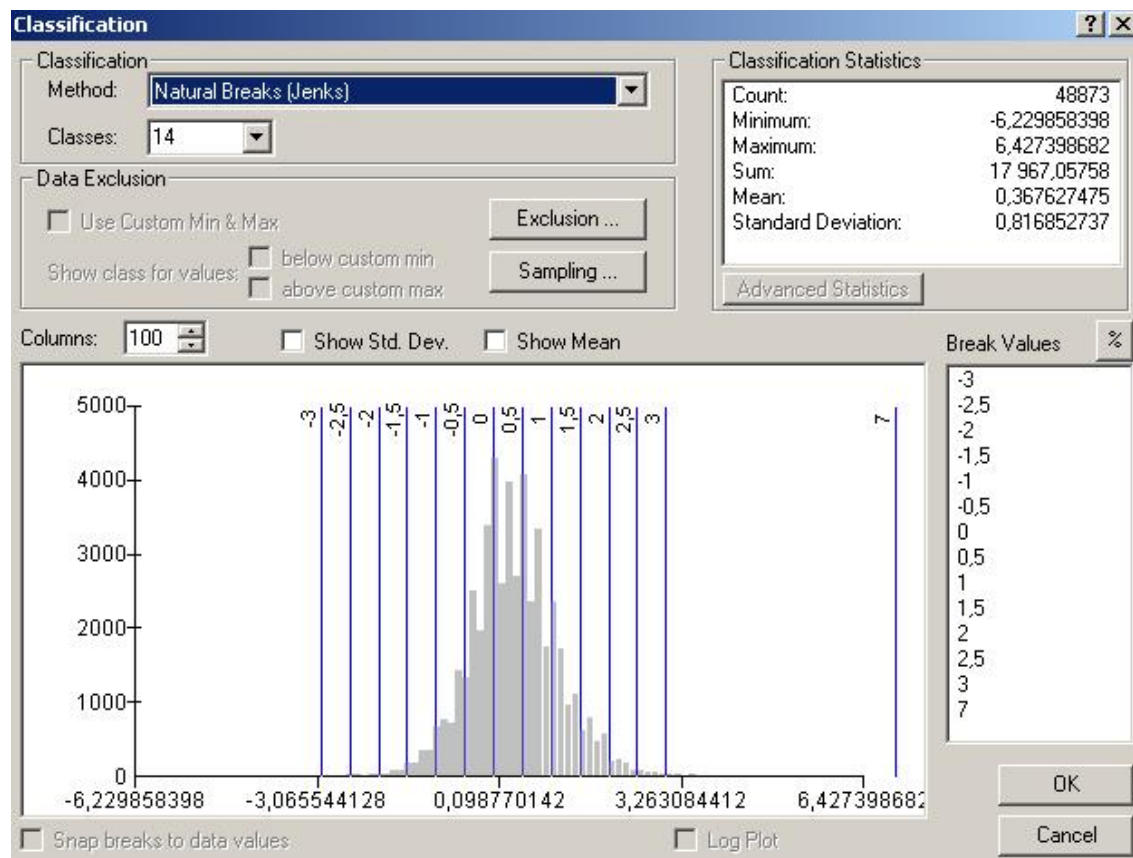 Classification
Classification
Method: Natural Breaks (Jenks)
Classes: 14
Data Exclusion
Use Custom Min & Max
Exclusion ...
Show class for values:
below custom min
above custom max
Sampling ...
Classification Statistics
Count: 48873
Minimum: -6,229858398
Maximum: 6,427398682
Sum: 17 967,05758
Mean: 0,367627475
Standard Deviation: 0,816852737
Advanced Statistics
Columns: 100 Show Std. Dev. Show Mean
Break Values %
-3
-2,5
-2
-1,5
-1
-0,5
0
0,5
1
1,5
2
2,5
3
7
5000
4000
3000
2000
1000
0
-3 -2,5 -2 -1,5 -1 -0,5 0 0,5 1 1,5 2 2,5 3 7
-6,229858398 -3,065544128 0,098770142 3,263084412 6,427398682
OK
Cancel
Snap breaks to data values Log Plot